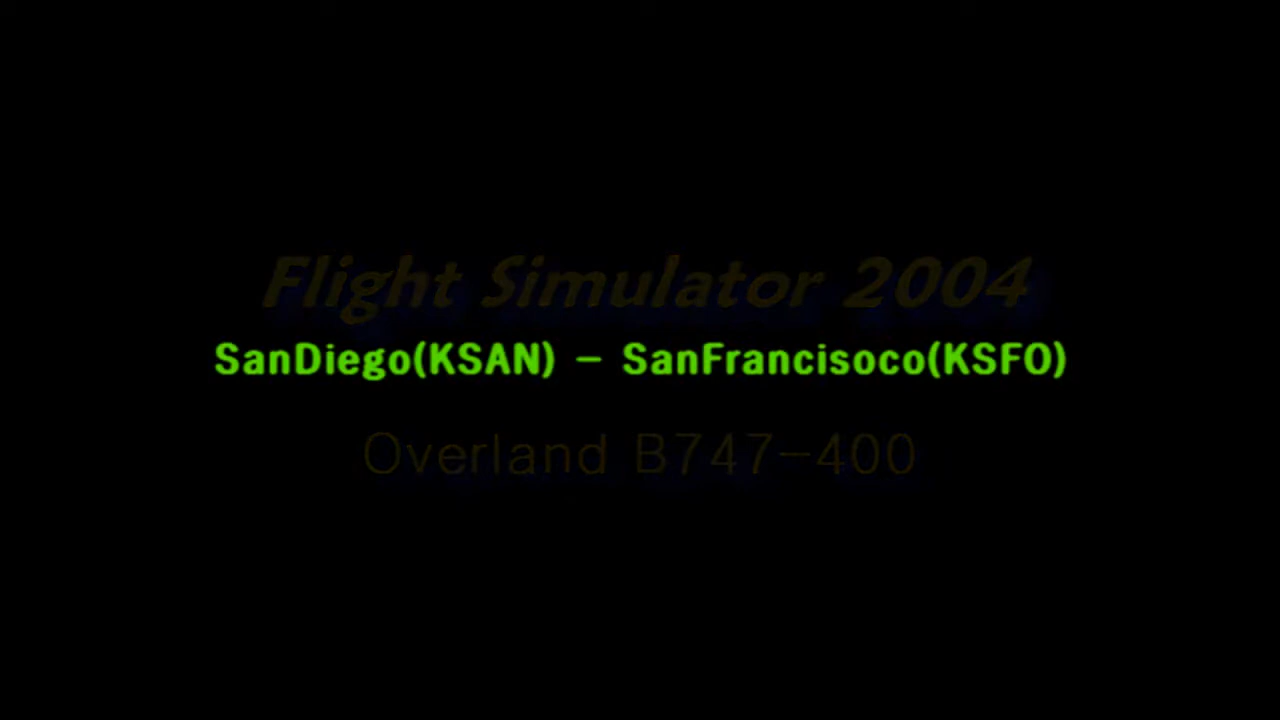 Flight Simulator 2004
SanDiego(KSAN) – SanFrancisoco(KSFO)
Overland B747-400